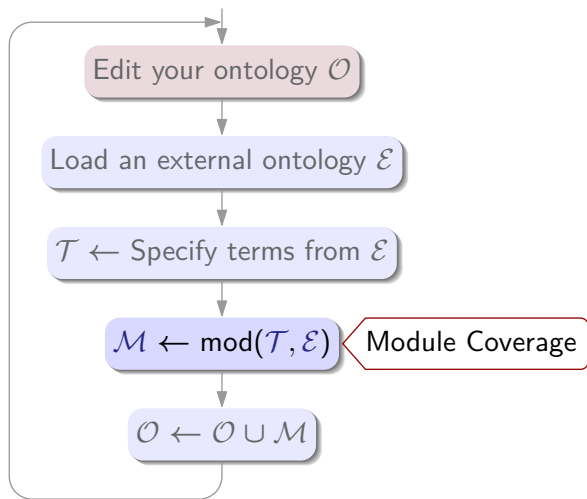 Edit your ontology 𝒪
Load an external ontology ℰ
𝒯 ← Specify terms from ℰ
ℳ ← mod(𝒯, ℰ)
Module Coverage
𝒪 ← 𝒪 ∪ ℳ